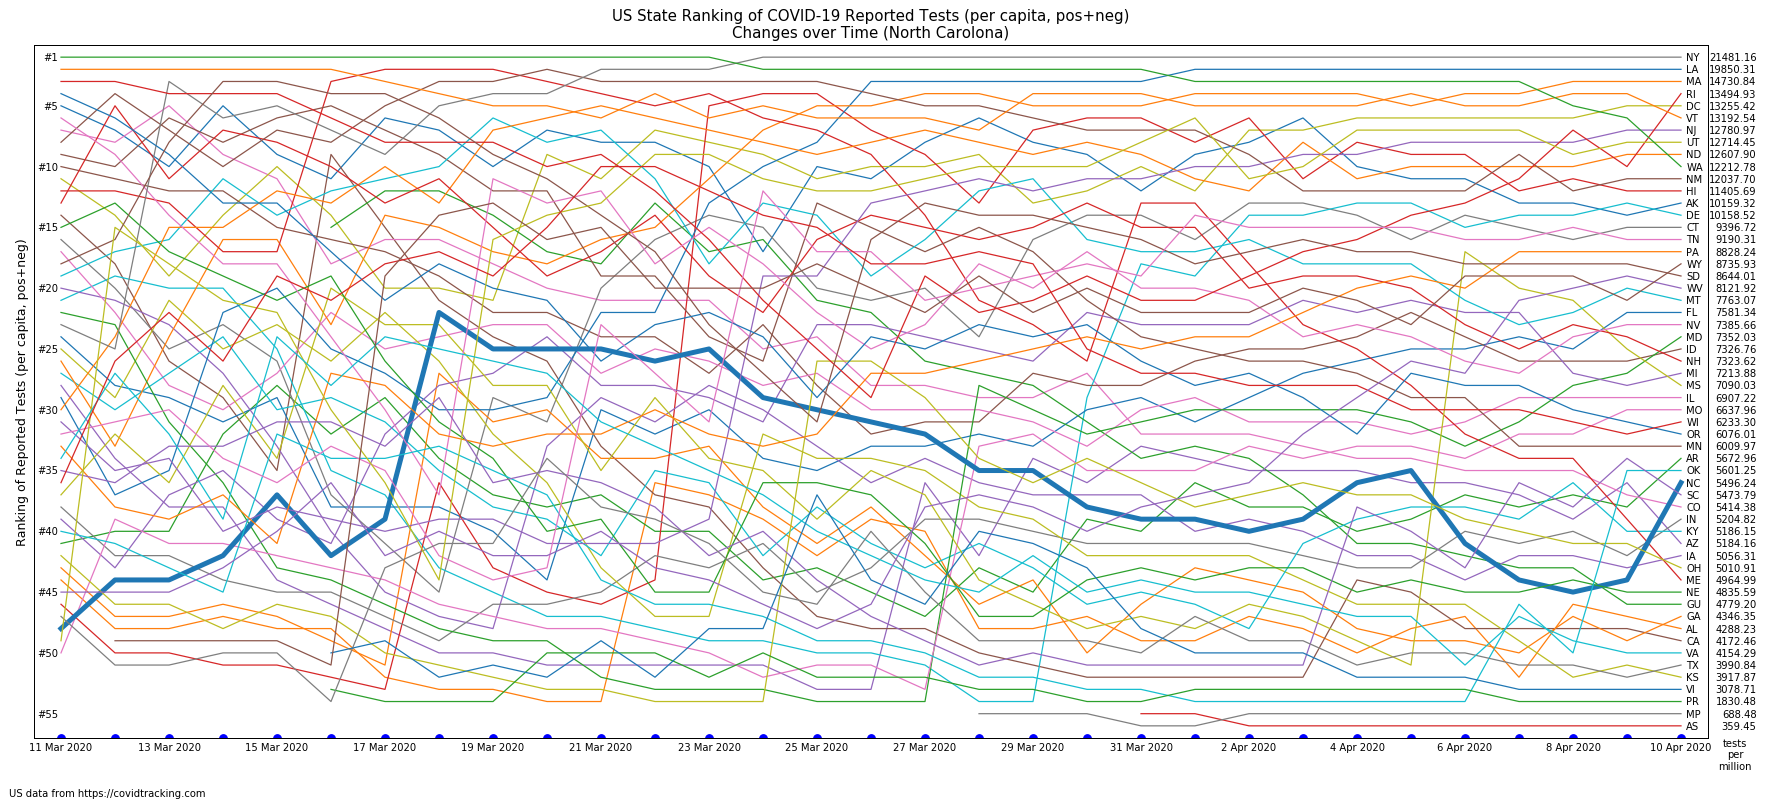 US State Ranking of COVID-19 Reported Tests (per capita, pos+neg)
Changes over Time (North Carolona)
Ranking of Reported Tests (per capita, pos+neg)
#1
#5
#10
#15
#20
#25
#30
#35
#40
#45
#50
#55
NY 21481.16
LA 19850.31
MA 14730.84
RI 13494.93
DC 13255.42
VT 13192.54
NJ 12780.97
UT 12714.45
ND 12607.90
WA 12212.78
NM 12037.70
HI 11405.69
AK 10159.32
DE 10158.52
CT 9396.72
TN 9190.31
PA 8828.24
WY 8735.93
SD 8644.01
WV 8121.92
MT 7763.07
FL 7581.34
NV 7385.66
MD 7352.03
ID 7326.76
NH 7323.62
MI 7213.88
MS 7090.03
IL 6907.22
MO 6637.96
WI 6233.30
OR 6076.01
MN 6009.97
AR 5672.96
OK 5601.25
NC 5496.24
SC 5473.79
CO 5414.38
IN 5204.82
KY 5186.15
AZ 5184.16
IA 5056.31
OH 5010.91
ME 4964.99
NE 4835.59
GU 4779.20
GA 4346.35
AL 4288.23
CA 4172.46
VA 4154.29
TX 3990.84
KS 3917.87
VI 3078.71
PR 1830.48
MP 688.48
AS 359.45
11 Mar 2020 13 Mar 2020 15 Mar 2020 17 Mar 2020 19 Mar 2020 21 Mar 2020 23 Mar 2020 25 Mar 2020 27 Mar 2020 29 Mar 2020 31 Mar 2020 2 Apr 2020 4 Apr 2020 6 Apr 2020 8 Apr 2020 10 Apr 2020
tests
per
million
US data from https://covidtracking.com